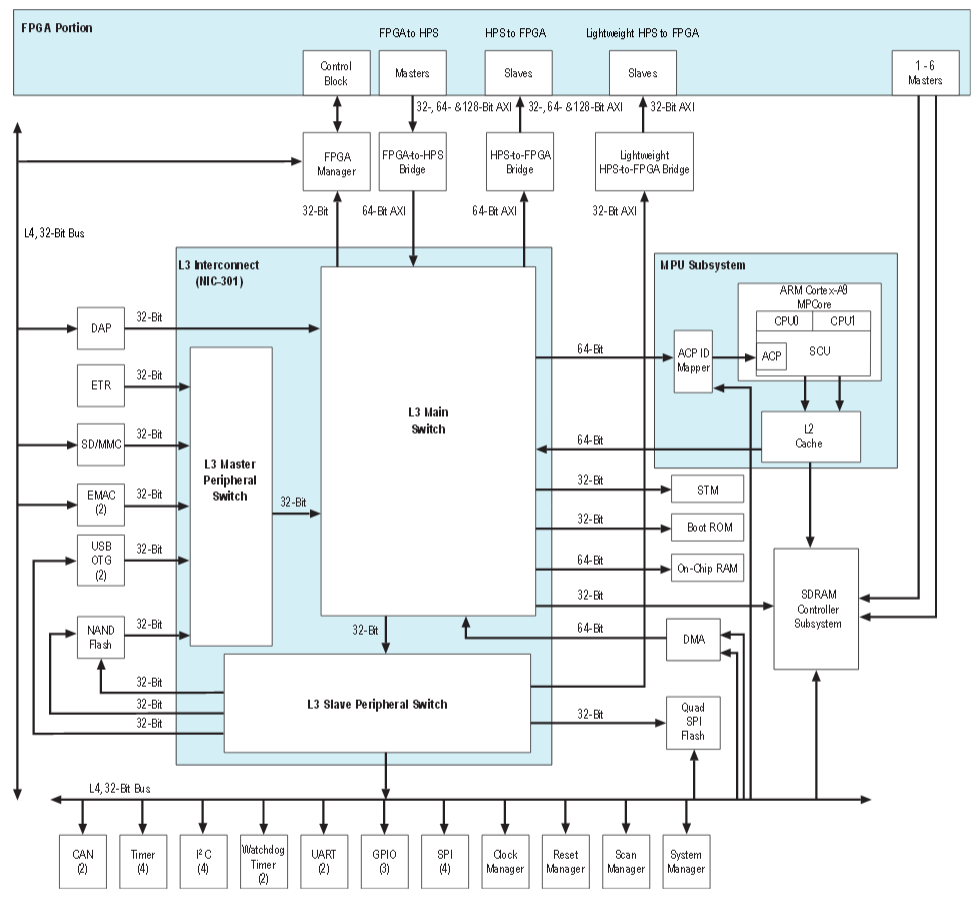 FPGA Portion
FPGA to HPS
HPS to FPGA
Lightweight HPS to FPGA
Control
Block
Masters
Slaves
Slaves
1 - 6
Masters
32-, 64- &128-Bit AXI
32-, 64- &128-Bit AXI
32-Bit AXI
FPGA
Manager
FPGA-to-HPS
Bridge
HPS-to-FPGA
Bridge
Lightweight
HPS-to-FPGA Bridge
32-Bit
64-Bit AXI
64-Bit AXI
32-Bit AXI
L4, 32-Bit Bus
L3 Interconnect
(NIC-301)
MPU Subsystem
ARM Cortex-A9
MPCore
CPU0
CPU1
ACP
SCU
ACP ID
Mapper
L2
Cache
DAP
32-Bit
ETR
32-Bit
SD/MMC
32-Bit
EMAC
(2)
32-Bit
USB
OTG
(2)
32-Bit
NAND
Flash
32-Bit
L3 Master
Peripheral
Switch
32-Bit
L3 Main
Switch
64-Bit
64-Bit
32-Bit
STM
32-Bit
Boot ROM
64-Bit
On-Chip RAM
32-Bit
SDRAM
Controller
Subsystem
32-Bit
64-Bit
DMA
32-Bit
32-Bit
32-Bit
L3 Slave Peripheral Switch
32-Bit
Quad
SPI
Flash
L4, 32-Bit Bus
CAN
(2)
Timer
(4)
I²C
(4)
Watchdog
Timer
(2)
UART
(2)
GPIO
(3)
SPI
(4)
Clock
Manager
Reset
Manager
Scan
Manager
System
Manager